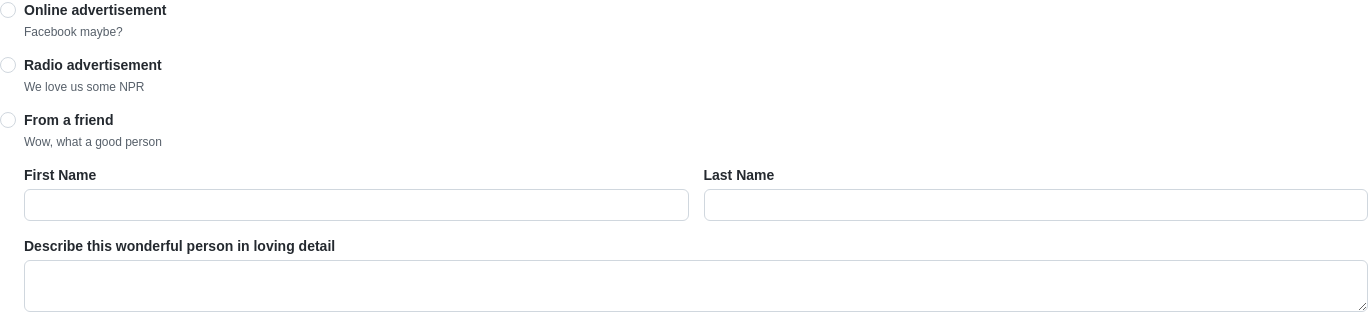 Online advertisement
Facebook maybe?
Radio advertisement
We love us some NPR
From a friend
Wow, what a good person
First Name
Last Name
Describe this wonderful person in loving detail